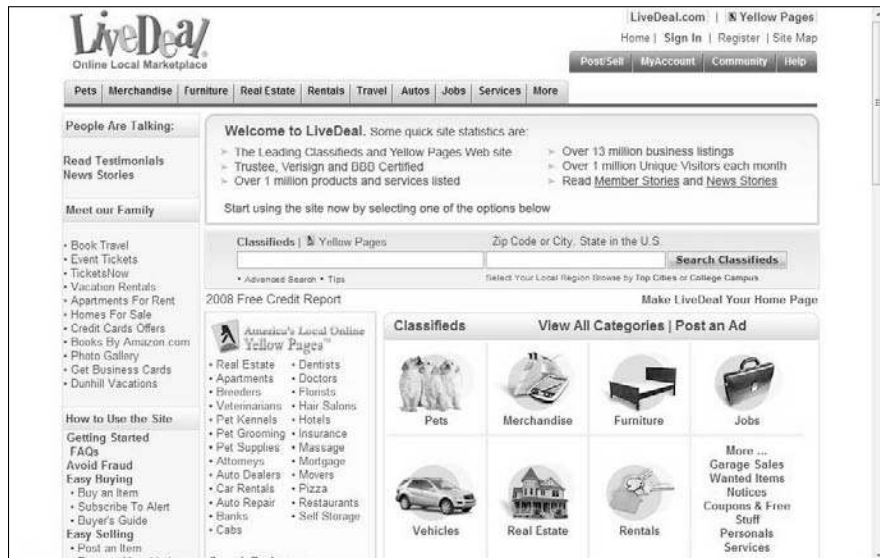 LiveDeal
Online Local Marketplace
LiveDeal.com | Yellow Pages
Home | Sign In | Register | Site Map
Post/Sell MyAccount Community Help
Pets Merchandise Furniture Real Estate Rentals Travel Autos Jobs Services More
People Are Talking:
Read Testimonials
News Stories
Meet our Family
• Book Travel
• Event Tickets
• TicketsNow
• Vacation Rentals
• Apartments For Rent
• Homes For Sale
• Credit Cards Offers
• Books By Amazon.com
• Photo Gallery
• Get Business Cards
• Dunhill Vacations
How to Use the Site
Getting Started
FAQs
Avoid Fraud
Easy Buying
• Buy an Item
• Subscribe To Alert
• Buyer's Guide
Easy Selling
• Post an Item
Welcome to LiveDeal. Some quick site statistics are:
The Leading Classifieds and Yellow Pages Web site
Trustee, Verisign and BBB Certified
Over 1 million products and services listed
Over 13 million business listings
Over 1 million Unique Visitors each month
Read Member Stories and News Stories
Start using the site now by selecting one of the options below
Classifieds | Yellow Pages
Zip Code or City, State in the U.S.
Search Classifieds
• Advanced Search • Tips
Select Your Local Region Browse by Top Cities or College Campus.
2008 Free Credit Report
Make LiveDeal Your Home Page
America's Local Online
Yellow Pages™
• Real Estate
• Apartments
• Breeders
• Veterinarians
• Pet Kennels
• Pet Grooming
• Pet Supplies
• Attorneys
• Auto Dealers
• Car Rentals
• Auto Repair
• Banks
• Cabs
• Dentists
• Doctors
• Florists
• Hair Salons
• Hotels
• Insurance
• Massage
• Mortgage
• Movers
• Pizza
• Restaurants
• Self Storage
Classifieds
View All Categories | Post an Ad
Pets
Merchandise
Furniture
Jobs
Vehicles
Real Estate
Rentals
More ...
Garage Sales
Wanted Items
Notices
Coupons & Free
Stuff
Personals
Services